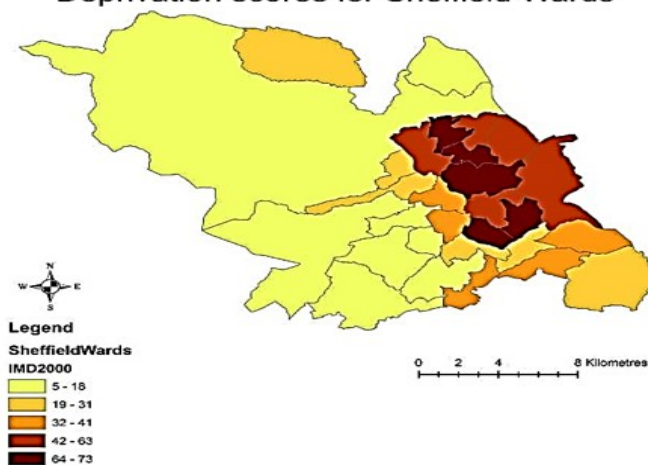 Deprivation scores for Sheffield Wards
N
W E
S
Legend
SheffieldWards
IMD2000
5 - 18
19 - 31
32 - 41
42 - 63
64 - 73
0 2 4 8 Kilometres